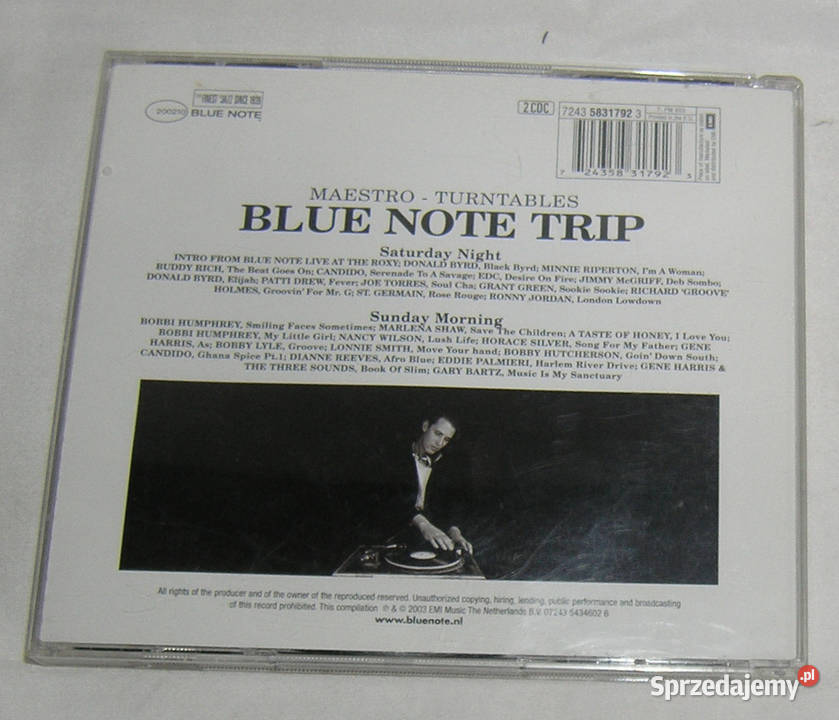 THE FINEST IN JAZZ SINCE 1939
200210 BLUE NOTE
2CDC
7243 5831792 3
Printed in the E.U.
EMI
7 24358 31792 3
MAESTRO - TURNTABLES
BLUE NOTE TRIP
Saturday Night
INTRO FROM BLUE NOTE LIVE AT THE ROXY; DONALD BYRD, Black Byrd; MINNIE RIPERTON, I'm A Woman;
BUDDY RICH, The Beat Goes On; CANDIDO, Serenade To A Savage; EDC, Desire On Fire; JIMMY McGRIFF, Deb Sombo;
DONALD BYRD, Elijah; PATTI DREW, Fever; JOE TORRES, Soul Cha; GRANT GREEN, Sookie Sookie; RICHARD 'GROOVE'
HOLMES, Groovin' For Mr. G; ST. GERMAIN, Rose Rouge; RONNY JORDAN, London Lowdown
Sunday Morning
BOBBI HUMPHREY, Smiling Faces Sometimes; MARLENA SHAW, Save The Children; A TASTE OF HONEY, I Love You;
BOBBI HUMPHREY, My Little Girl; NANCY WILSON, Lush Life; HORACE SILVER, Song For My Father; GENE
HARRIS, As; BOBBY LYLE, Groove; LONNIE SMITH, Move Your hand; BOBBY HUTCHERSON, Goin' Down South;
CANDIDO, Ghana Spice Pt.1; DIANNE REEVES, Afro Blue; EDDIE PALMIERI, Harlem River Drive; GENE HARRIS &
THE THREE SOUNDS, Book Of Slim; GARY BARTZ, Music Is My Sanctuary
All rights of the producer and of the owner of the reproduced reserved. Unauthorized copying, hiring, lending, public performance and broadcasting
of this record prohibited. This compilation ℗ & © 2003 EMI Music The Netherlands B.V. 07243 5434602 6
www.bluenote.nl
Sprzedajemy.pl